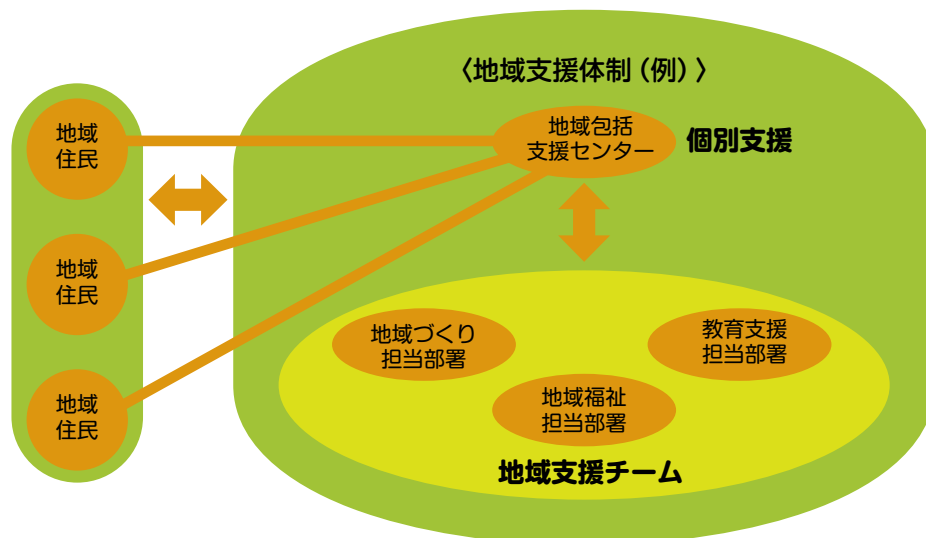 〈地域支援体制（例）〉
地域
住民
地域
住民
地域
住民
地域包括
支援センター
個別支援
地域づくり
担当部署
教育支援
担当部署
地域福祉
担当部署
地域支援チーム